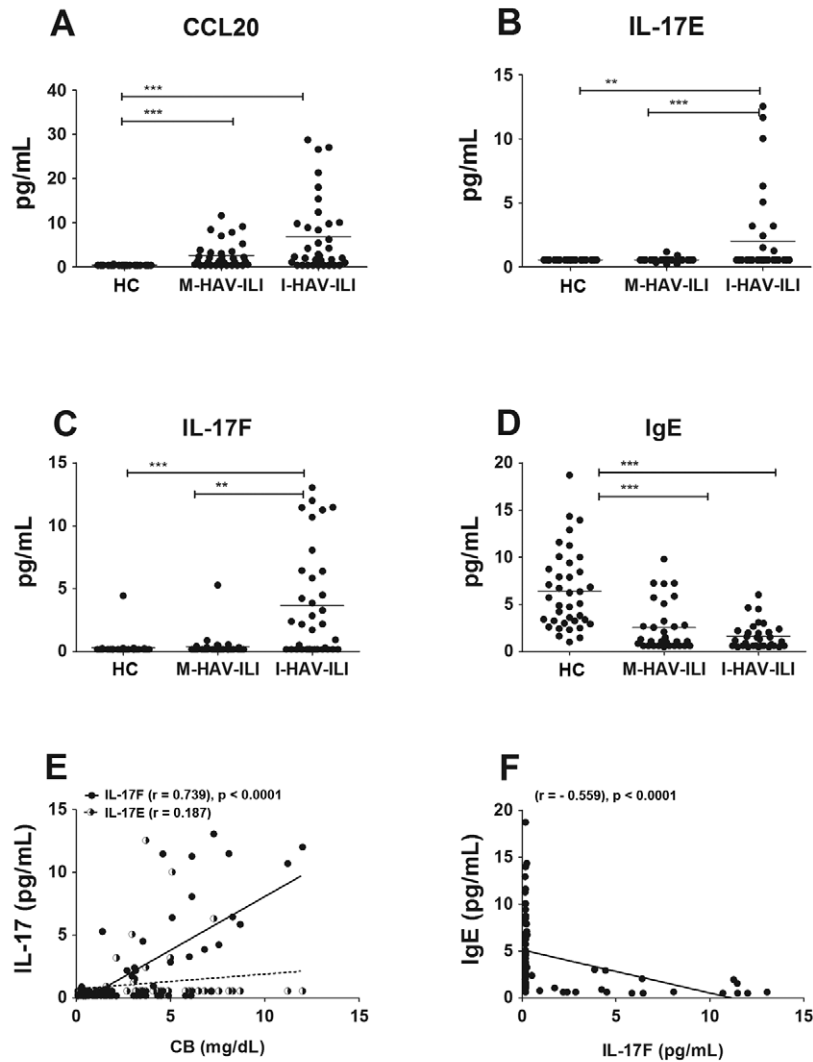 A
CCL20
pg/mL
40
30
20
10
0
***
***
HC
M-HAV-ILI
I-HAV-ILI
B
IL-17E
pg/mL
15
10
5
0
**
***
HC
M-HAV-ILI
I-HAV-ILI
C
IL-17F
pg/mL
15
10
5
0
***
**
HC
M-HAV-ILI
I-HAV-ILI
D
IgE
pg/mL
20
15
10
5
0
***
***
HC
M-HAV-ILI
I-HAV-ILI
E
IL-17F (r = 0.739), p < 0.0001
IL-17E (r = 0.187)
IL-17 (pg/mL)
15
10
5
0
0
5
10
15
CB (mg/dL)
F
(r = - 0.559), p < 0.0001
IgE (pg/mL)
20
15
10
5
0
0
5
10
15
IL-17F (pg/mL)